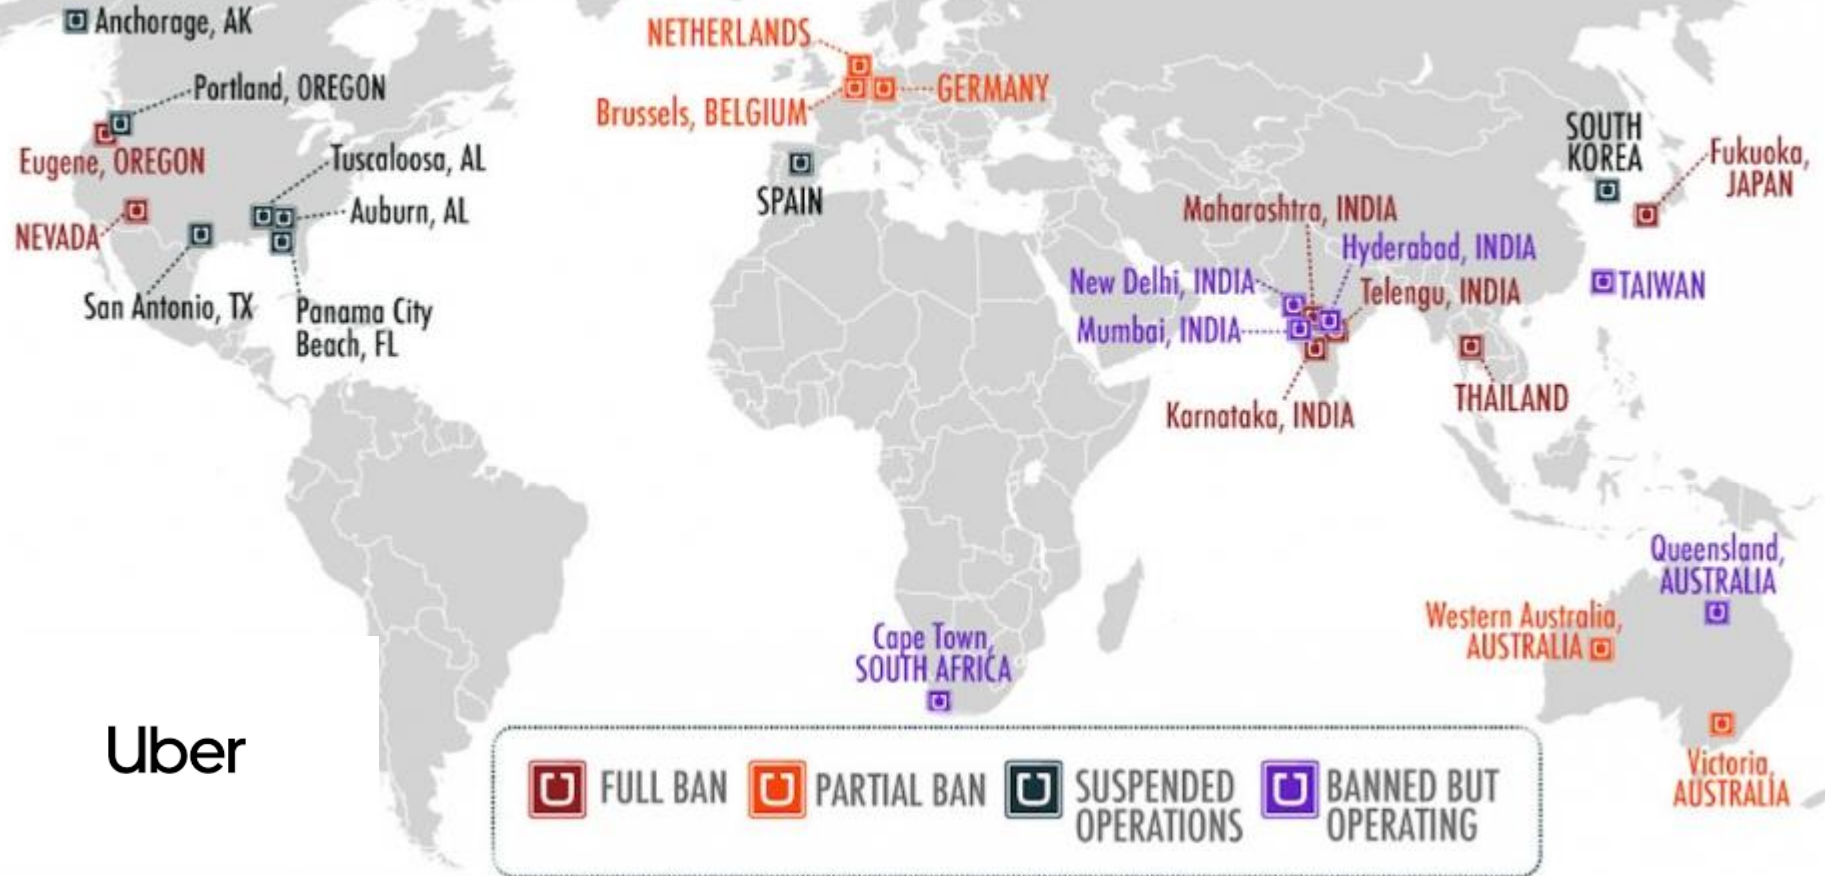 Anchorage, AK
Portland, OREGON
Eugene, OREGON
Tuscaloosa, AL
Auburn, AL
NEVADA
San Antonio, TX
Panama City
Beach, FL
NETHERLANDS
Brussels, BELGIUM
GERMANY
SPAIN
SOUTH
KOREA
Fukuoka,
JAPAN
Maharashtra, INDIA
Hyderabad, INDIA
New Delhi, INDIA
Telengu, INDIA
Mumbai, INDIA
TAIWAN
Karnataka, INDIA
THAILAND
Queensland,
AUSTRALIA
Western Australia,
AUSTRALIA
Cape Town,
SOUTH AFRICA
Victoria,
AUSTRALIA
Uber
FULL BAN
PARTIAL BAN
SUSPENDED
OPERATIONS
BANNED BUT
OPERATING